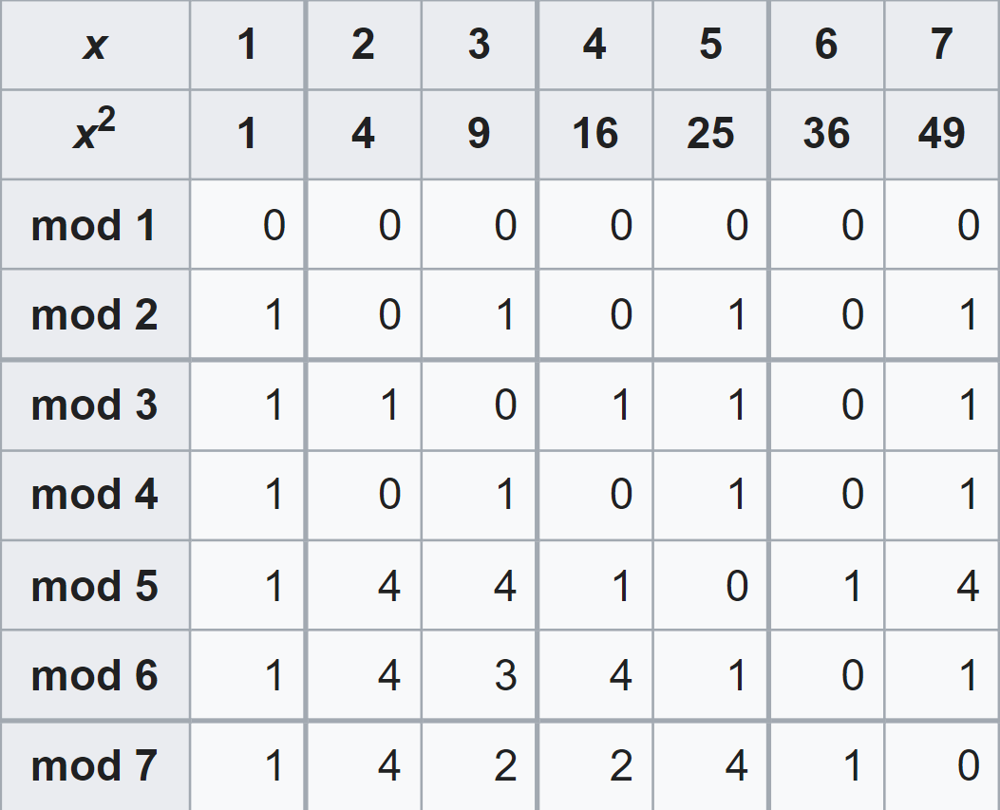 x 1 2 3 4 5 6 7
x² 1 4 9 16 25 36 49
mod 1 0 0 0 0 0 0 0
mod 2 1 0 1 0 1 0 1
mod 3 1 1 0 1 1 0 1
mod 4 1 0 1 0 1 0 1
mod 5 1 4 4 1 0 1 4
mod 6 1 4 3 4 1 0 1
mod 7 1 4 2 2 4 1 0